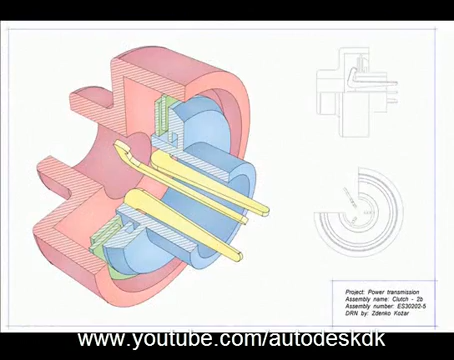 Project: Power transmission
Assembly name: Clutch - 2b
Assembly number: ES30202-5
DRN by: Zdenko Kožar
www.youtube.com/autodeskdk